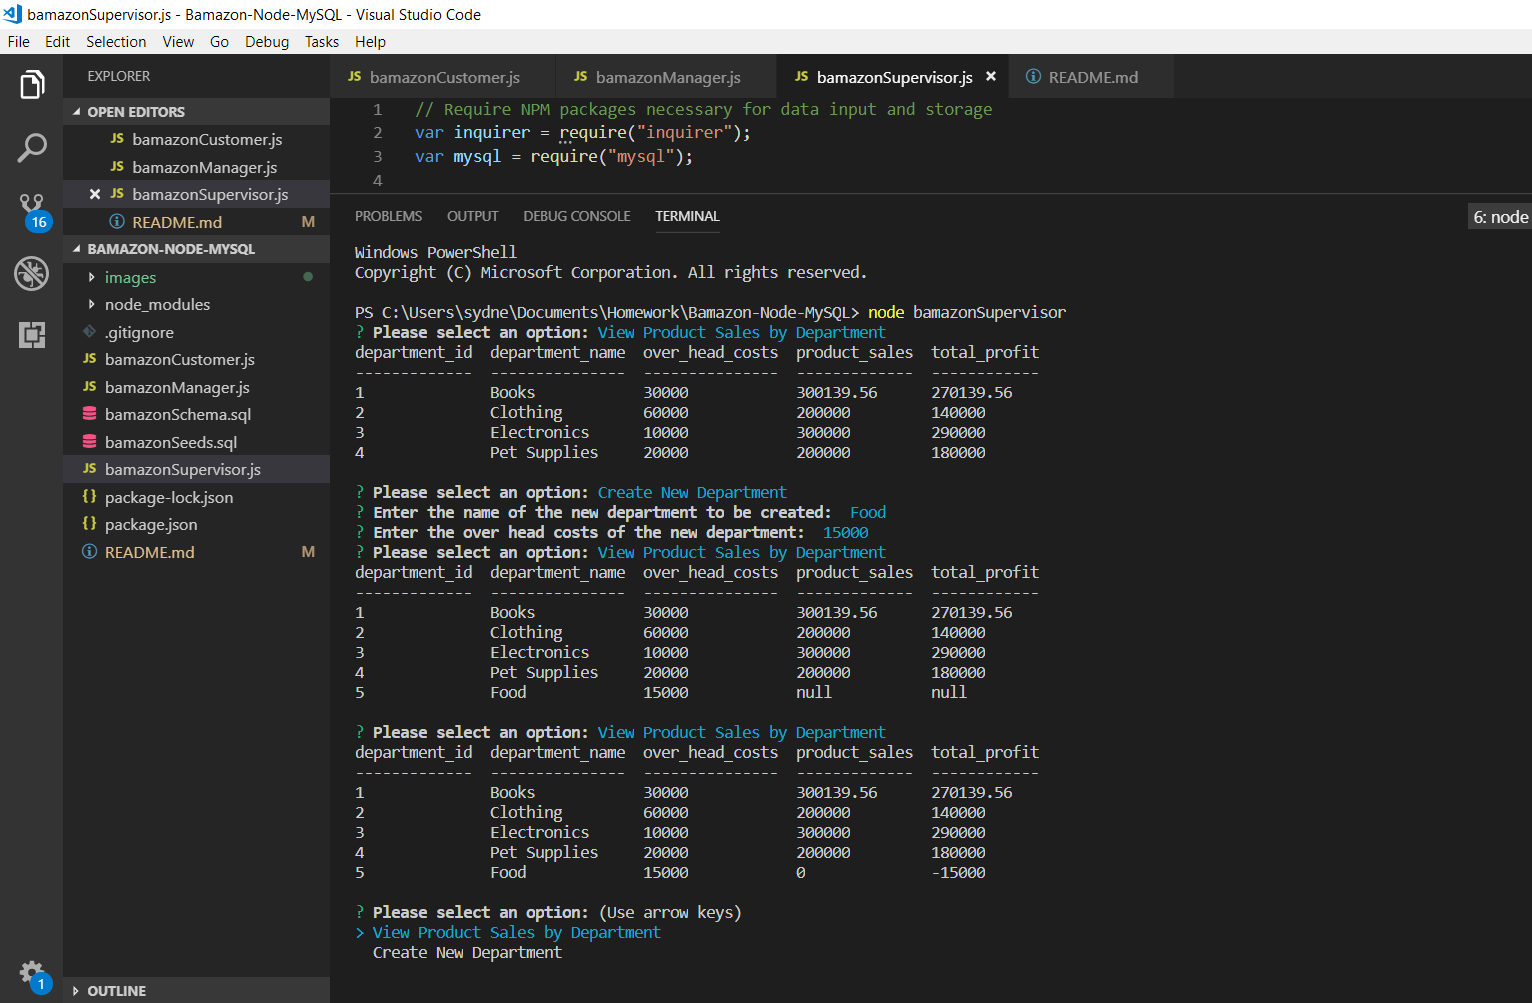 bamazonSupervisor.js - Bamazon-Node-MySQL - Visual Studio Code
File Edit Selection View Go Debug Tasks Help
EXPLORER
OPEN EDITORS
JS bamazonCustomer.js
JS bamazonManager.js
JS bamazonSupervisor.js
README.md M
BAMAZON-NODE-MYSQL
images
node_modules
.gitignore
JS bamazonCustomer.js
JS bamazonManager.js
bamazonSchema.sql
bamazonSeeds.sql
JS bamazonSupervisor.js
{} package-lock.json
{} package.json
README.md M
OUTLINE
16
1
JS bamazonCustomer.js JS bamazonManager.js JS bamazonSupervisor.js README.md
1 // Require NPM packages necessary for data input and storage
2 var inquirer = require("inquirer");
3 var mysql = require("mysql");
4
PROBLEMS OUTPUT DEBUG CONSOLE TERMINAL 6: node
Windows PowerShell
Copyright (C) Microsoft Corporation. All rights reserved.
PS C:\Users\sydne\Documents\Homework\Bamazon-Node-MySQL> node bamazonSupervisor
? Please select an option: View Product Sales by Department
department_id department_name over_head_costs product_sales total_profit
------------- --------------- --------------- ------------- ------------
1 Books 30000 300139.56 270139.56
2 Clothing 60000 200000 140000
3 Electronics 10000 300000 290000
4 Pet Supplies 20000 200000 180000
? Please select an option: Create New Department
? Enter the name of the new department to be created: Food
? Enter the over head costs of the new department: 15000
? Please select an option: View Product Sales by Department
department_id department_name over_head_costs product_sales total_profit
------------- --------------- --------------- ------------- ------------
1 Books 30000 300139.56 270139.56
2 Clothing 60000 200000 140000
3 Electronics 10000 300000 290000
4 Pet Supplies 20000 200000 180000
5 Food 15000 null null
? Please select an option: View Product Sales by Department
department_id department_name over_head_costs product_sales total_profit
------------- --------------- --------------- ------------- ------------
1 Books 30000 300139.56 270139.56
2 Clothing 60000 200000 140000
3 Electronics 10000 300000 290000
4 Pet Supplies 20000 200000 180000
5 Food 15000 0 -15000
? Please select an option: (Use arrow keys)
> View Product Sales by Department
Create New Department